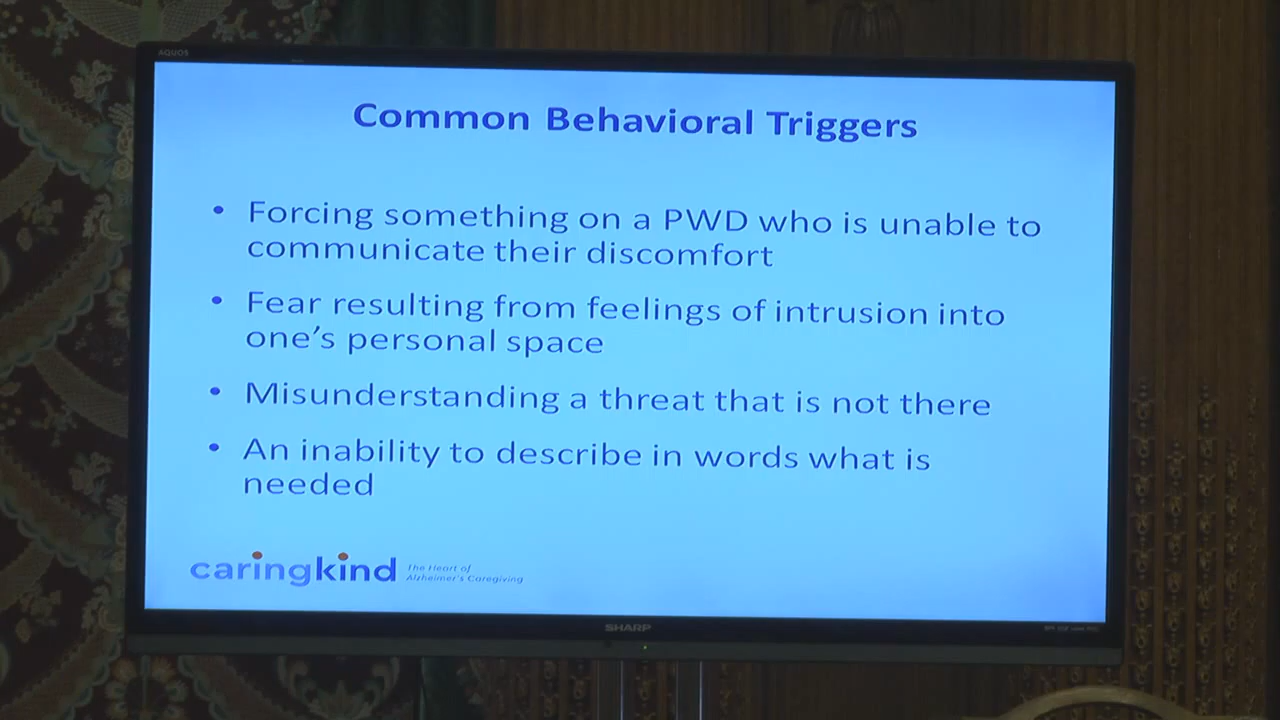 AQUOS
Common Behavioral Triggers
• Forcing something on a PWD who is unable to
communicate their discomfort
• Fear resulting from feelings of intrusion into
one’s personal space
• Misunderstanding a threat that is not there
• An inability to describe in words what is
needed
caringkind The Heart of
Alzheimer's Caregiving
SHARP